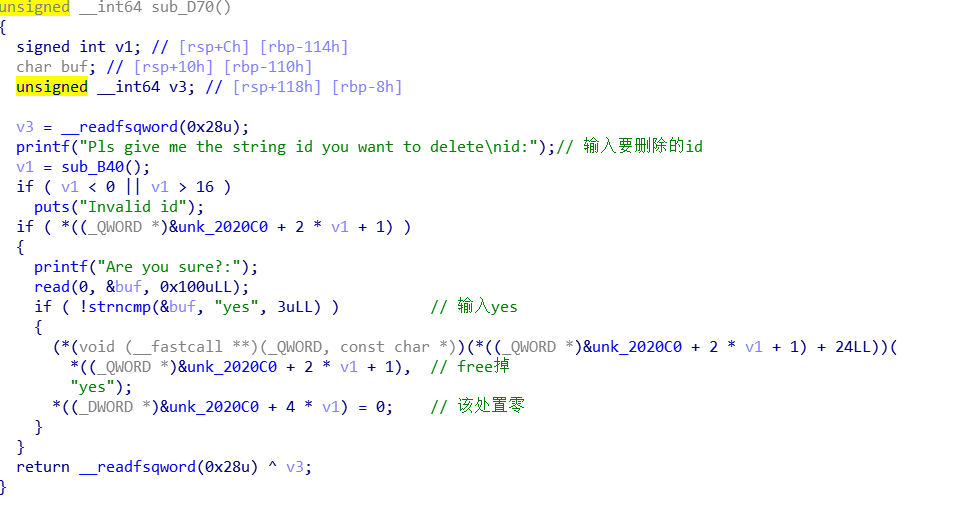 unsigned __int64 sub_D70()
{
  signed int v1; // [rsp+Ch] [rbp-114h]
  char buf; // [rsp+10h] [rbp-110h]
  unsigned __int64 v3; // [rsp+118h] [rbp-8h]

  v3 = __readfsqword(0x28u);
  printf("Pls give me the string id you want to delete\nid:");// 输入要删除的id
  v1 = sub_B40();
  if ( v1 < 0 || v1 > 16 )
    puts("Invalid id");
  if ( *((_QWORD *)&unk_2020C0 + 2 * v1 + 1) )
  {
    printf("Are you sure?:");
    read(0, &buf, 0x100uLL);
    if ( !strncmp(&buf, "yes", 3uLL) )         // 输入yes
    {
      (*(void (__fastcall **)(_QWORD, const char *))(*((_QWORD *)&unk_2020C0 + 2 * v1 + 1) + 24LL))(
        *((_QWORD *)&unk_2020C0 + 2 * v1 + 1),  // free掉
        "yes");
      *((_DWORD *)&unk_2020C0 + 4 * v1) = 0;    // 该处置零
    }
  }
  return __readfsqword(0x28u) ^ v3;
}